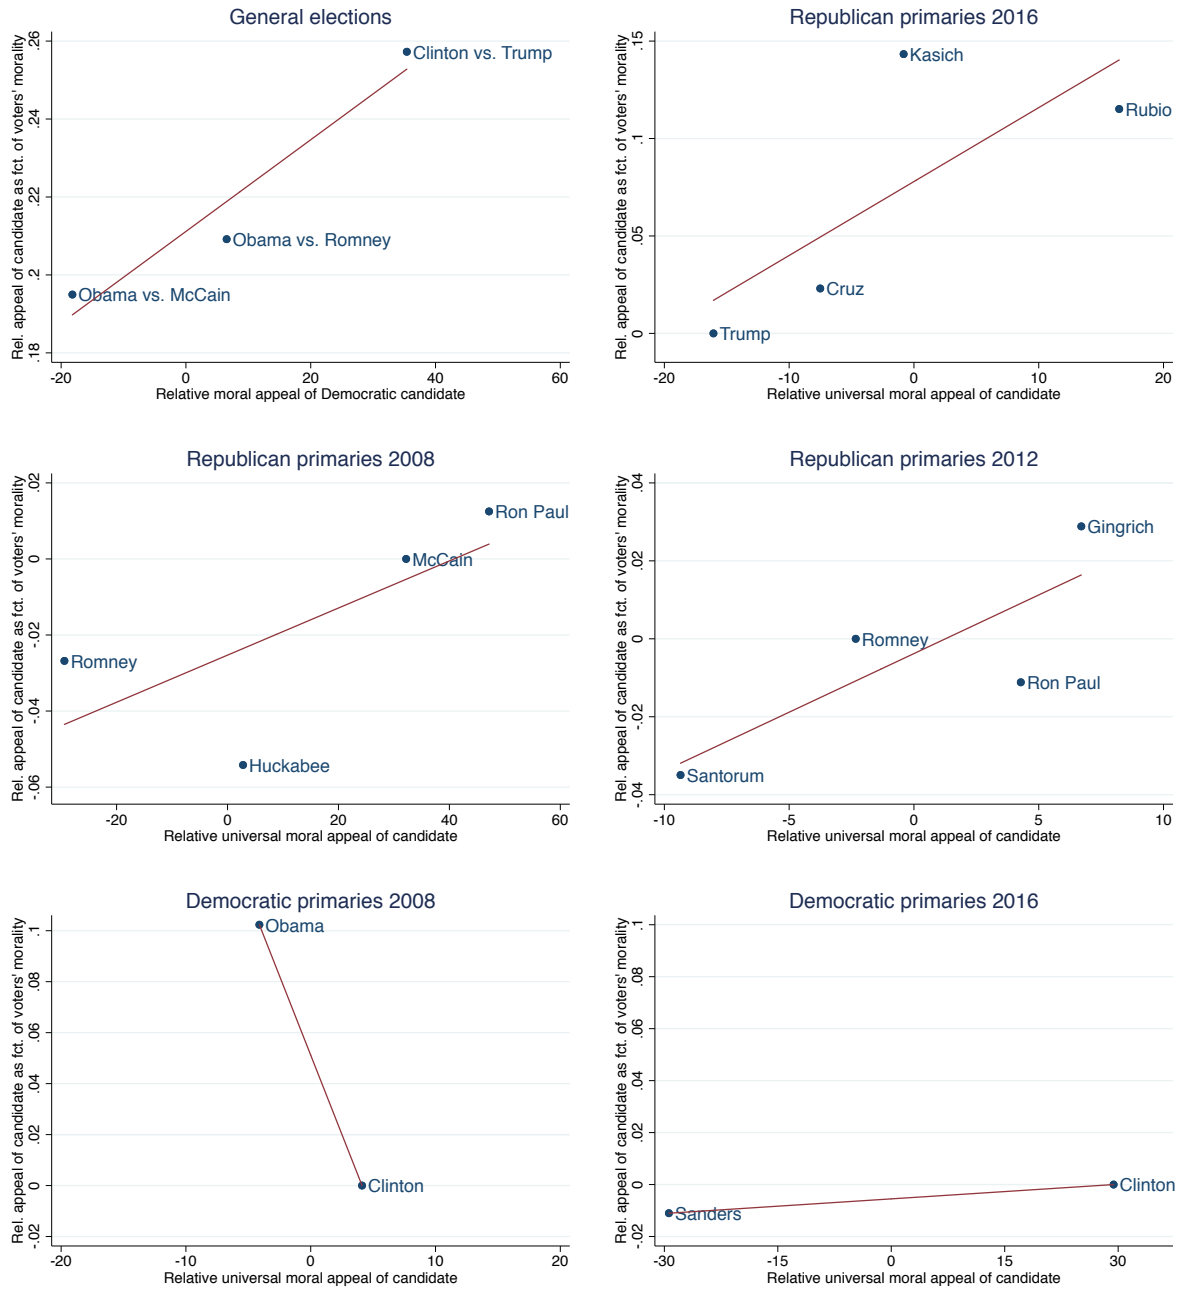 General elections
Rel. appeal of candidate as fct. of voters' morality
.26
.24
.22
.2
.18
Clinton vs. Trump
Obama vs. Romney
Obama vs. McCain
-20 0 20 40 60
Relative moral appeal of Democratic candidate
Republican primaries 2016
Rel. appeal of candidate as fct. of voters' morality
.15
.1
.05
0
Kasich
Rubio
Cruz
Trump
-20 -10 0 10 20
Relative universal moral appeal of candidate
Republican primaries 2008
Rel. appeal of candidate as fct. of voters' morality
.02
0
-.02
-.04
-.06
Ron Paul
McCain
Romney
Huckabee
-20 0 20 40 60
Relative universal moral appeal of candidate
Republican primaries 2012
Rel. appeal of candidate as fct. of voters' morality
.04
.02
0
-.02
-.04
Gingrich
Romney
Ron Paul
Santorum
-10 -5 0 5 10
Relative universal moral appeal of candidate
Democratic primaries 2008
Rel. appeal of candidate as fct. of voters' morality
.1
.08
.06
.04
.02
0
-.02
Obama
Clinton
-20 -10 0 10 20
Relative universal moral appeal of candidate
Democratic primaries 2016
Rel. appeal of candidate as fct. of voters' morality
.1
.08
.06
.04
.02
0
-.02
Clinton
Sanders
-30 -15 0 15 30
Relative universal moral appeal of candidate